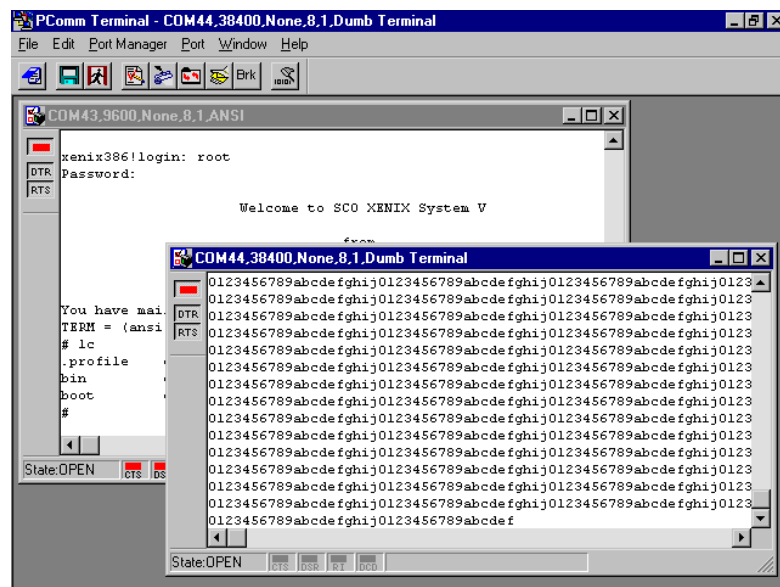 PComm Terminal - COM44,38400,None,8,1,Dumb Terminal
File Edit Port Manager Port Window Help
Brk
COM43,9600,None,8,1,ANSI
DTR
RTS
xenix386!login: root
Password:
Welcome to SCO XENIX System V
from
You have mai
TERM = (ansi
# lc
.profile
bin
boot
#
State:OPEN CTS DS
COM44,38400,None,8,1,Dumb Terminal
DTR
RTS
0123456789abcdefghij0123456789abcdefghij0123456789abcdefghij0123
0123456789abcdefghij0123456789abcdefghij0123456789abcdefghij0123
0123456789abcdefghij0123456789abcdefghij0123456789abcdefghij0123
0123456789abcdefghij0123456789abcdefghij0123456789abcdefghij0123
0123456789abcdefghij0123456789abcdefghij0123456789abcdefghij0123
0123456789abcdefghij0123456789abcdefghij0123456789abcdefghij0123
0123456789abcdefghij0123456789abcdefghij0123456789abcdefghij0123
0123456789abcdefghij0123456789abcdefghij0123456789abcdefghij0123
0123456789abcdefghij0123456789abcdefghij0123456789abcdefghij0123
0123456789abcdefghij0123456789abcdefghij0123456789abcdefghij0123
0123456789abcdefghij0123456789abcdefghij0123456789abcdefghij0123
0123456789abcdefghij0123456789abcdefghij0123456789abcdefghij0123
0123456789abcdefghij0123456789abcdefghij0123456789abcdefghij0123
0123456789abcdefghij0123456789abcdefghij0123456789abcdefghij0123
0123456789abcdefghij0123456789abcdef
State:OPEN CTS DSR RI DCD